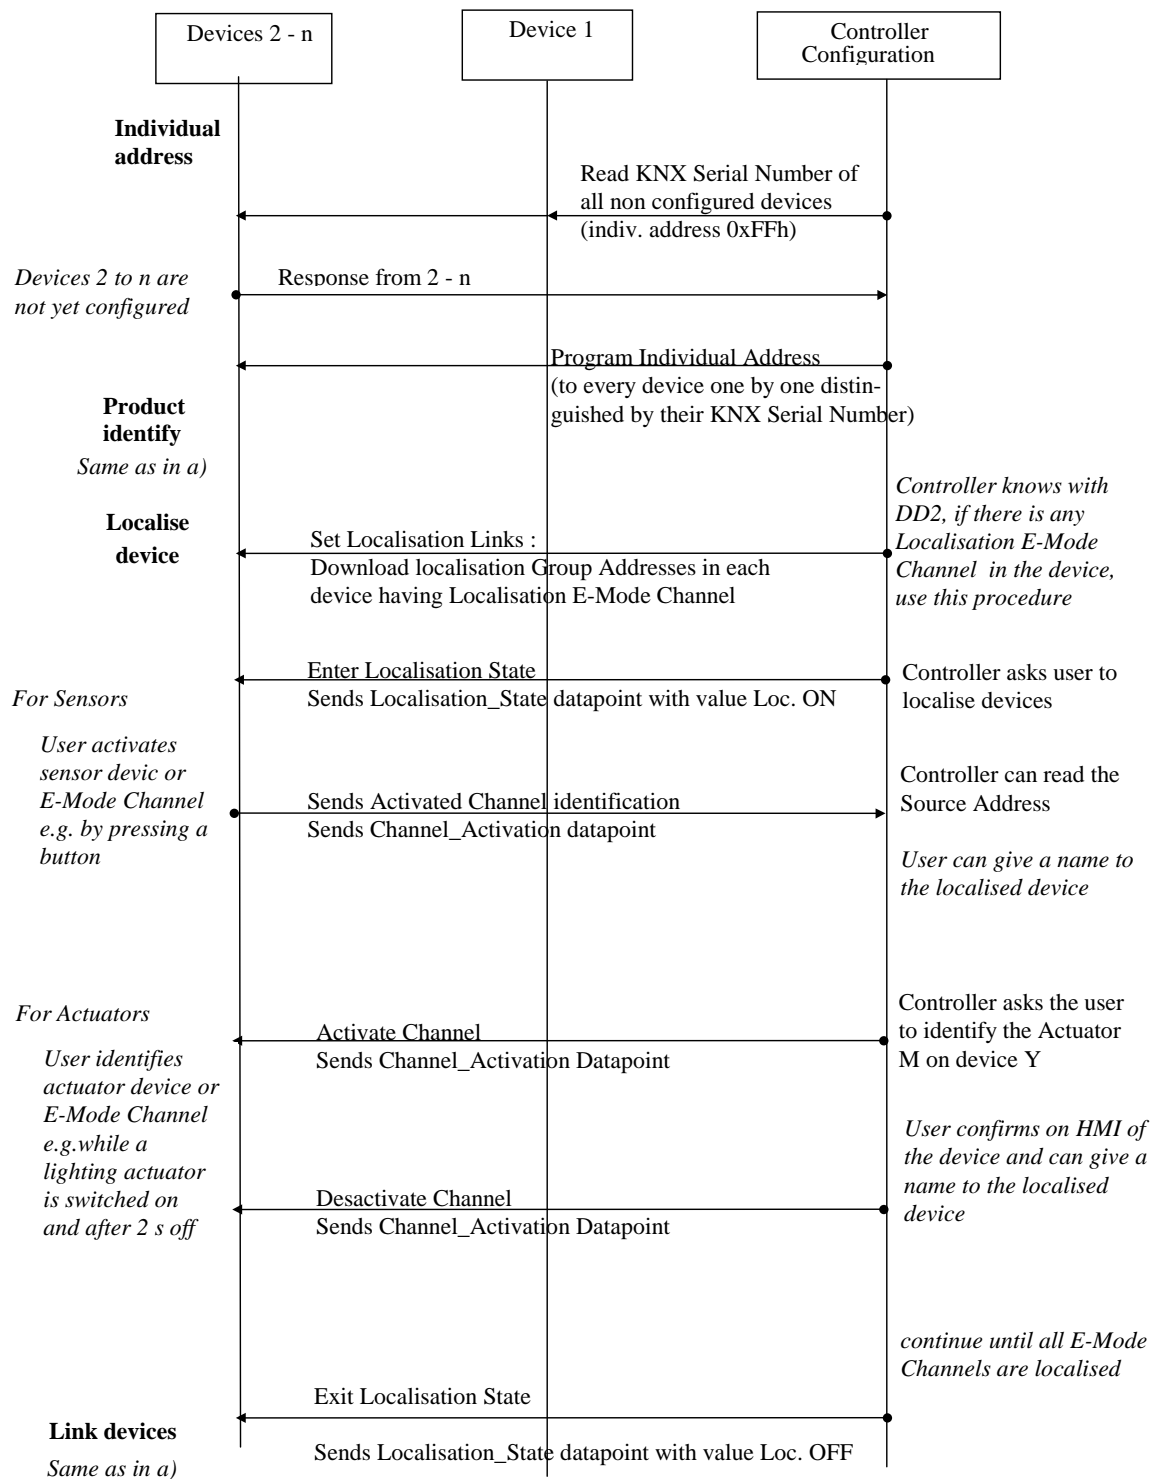 Devices 2 - n
Device 1
Controller
Configuration
Individual
address
Read KNX Serial Number of
all non configured devices
(indiv. address 0xFFh)
Devices 2 to n are
not yet configured
Response from 2 - n
Program Individual Address
(to every device one by one distin-
guished by their KNX Serial Number)
Product
identify
Same as in a)
Controller knows with
DD2, if there is any
Localisation E-Mode
Channel in the device,
use this procedure
Localise
device
Set Localisation Links :
Download localisation Group Addresses in each
device having Localisation E-Mode Channel
Enter Localisation State
Sends Localisation_State datapoint with value Loc. ON
Controller asks user to
localise devices
For Sensors
User activates
sensor devic or
E-Mode Channel
e.g. by pressing a
button
Sends Activated Channel identification
Sends Channel_Activation datapoint
Controller can read the
Source Address
User can give a name to
the localised device
For Actuators
User identifies
actuator device or
E-Mode Channel
e.g.while a
lighting actuator
is switched on
and after 2 s off
Activate Channel
Sends Channel_Activation Datapoint
Controller asks the user
to identify the Actuator
M on device Y
User confirms on HMI of
the device and can give a
name to the localised
device
Desactivate Channel
Sends Channel_Activation Datapoint
continue until all E-Mode
Channels are localised
Exit Localisation State
Sends Localisation_State datapoint with value Loc. OFF
Link devices
Same as in a)